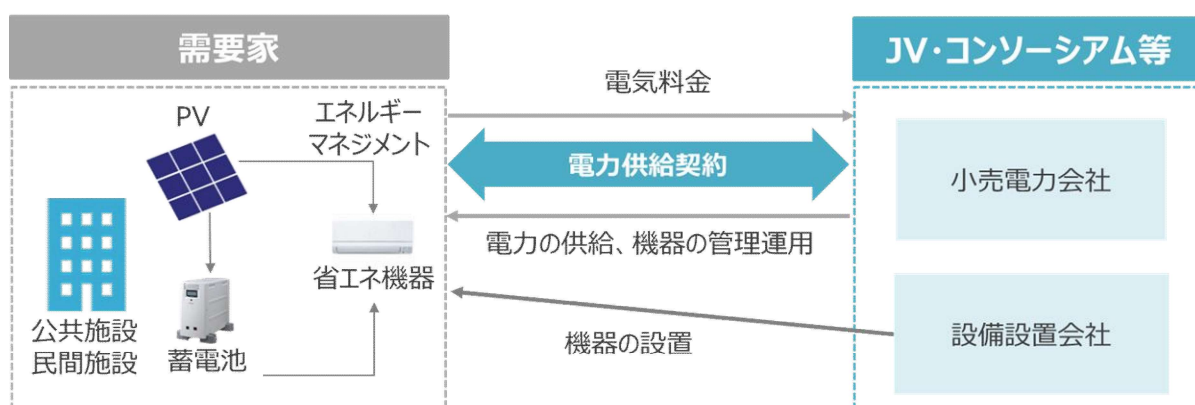 需要家
JV・コンソーシアム等
PV
エネルギー
マネジメント
省エネ機器
公共施設
民間施設
蓄電池
電気料金
電力供給契約
電力の供給、機器の管理運用
機器の設置
小売電力会社
設備設置会社